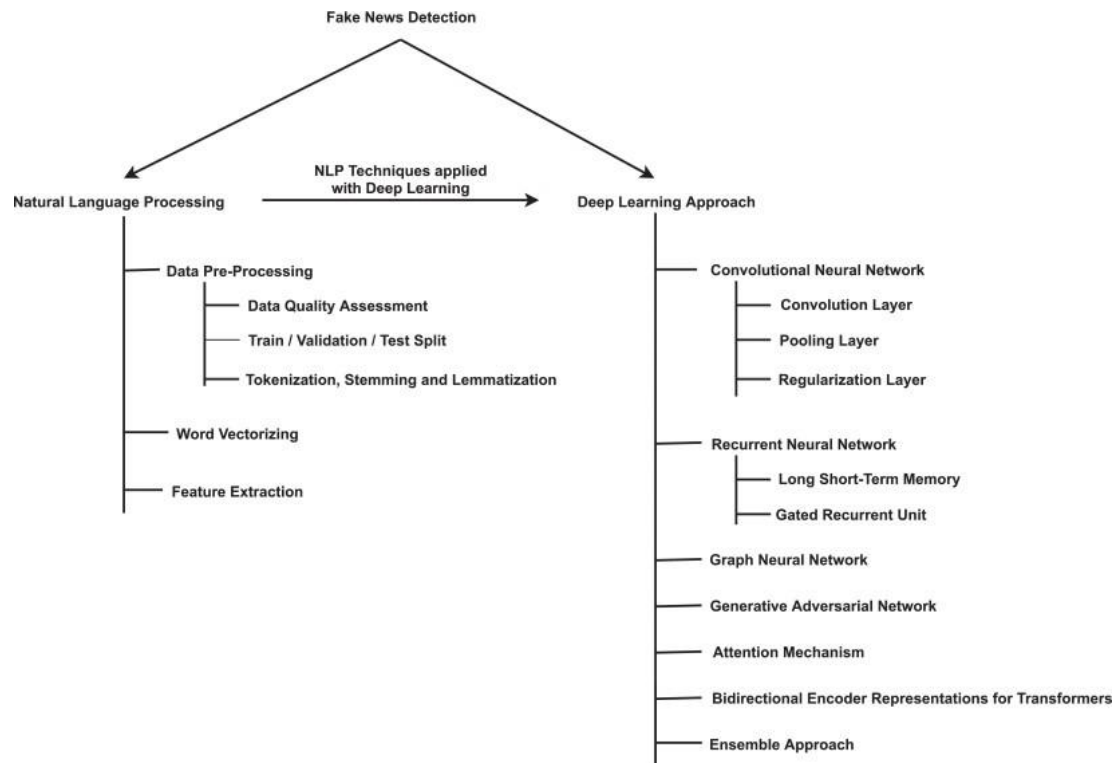 Fake News Detection
NLP Techniques applied
with Deep Learning
Natural Language Processing
Deep Learning Approach
Data Pre-Processing
Data Quality Assessment
Train / Validation / Test Split
Tokenization, Stemming and Lemmatization
Word Vectorizing
Feature Extraction
Convolutional Neural Network
Convolution Layer
Pooling Layer
Regularization Layer
Recurrent Neural Network
Long Short-Term Memory
Gated Recurrent Unit
Graph Neural Network
Generative Adversarial Network
Attention Mechanism
Bidirectional Encoder Representations for Transformers
Ensemble Approach